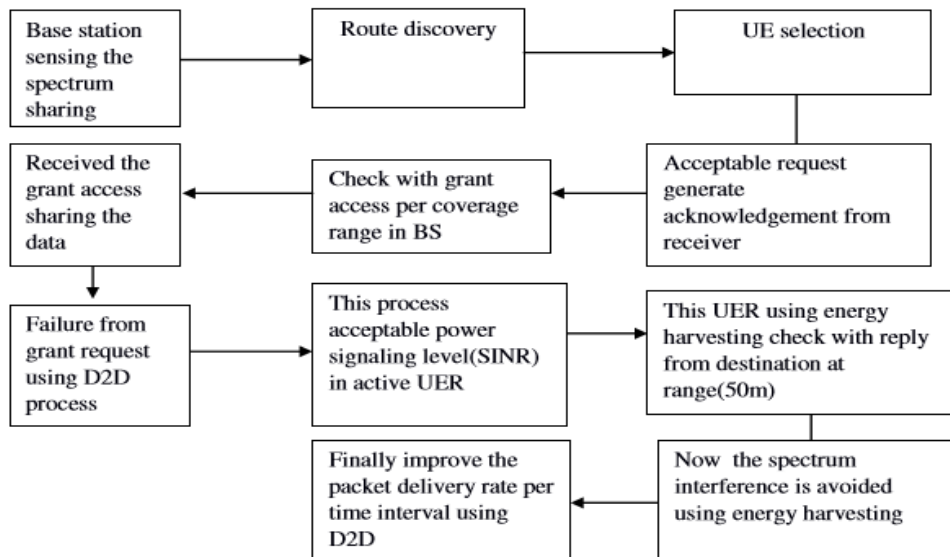 Base station
sensing the
spectrum
sharing
Route discovery
UE selection
Acceptable request
generate
acknowledgement from
receiver
Check with grant
access per coverage
range in BS
Received the
grant access
sharing the
data
Failure from
grant request
using D2D
process
This process
acceptable power
signaling level(SINR)
in active UER
This UER using energy
harvesting check with reply
from destination at
range(50m)
Now the spectrum
interference is avoided
using energy harvesting
Finally improve the
packet delivery rate per
time interval using
D2D